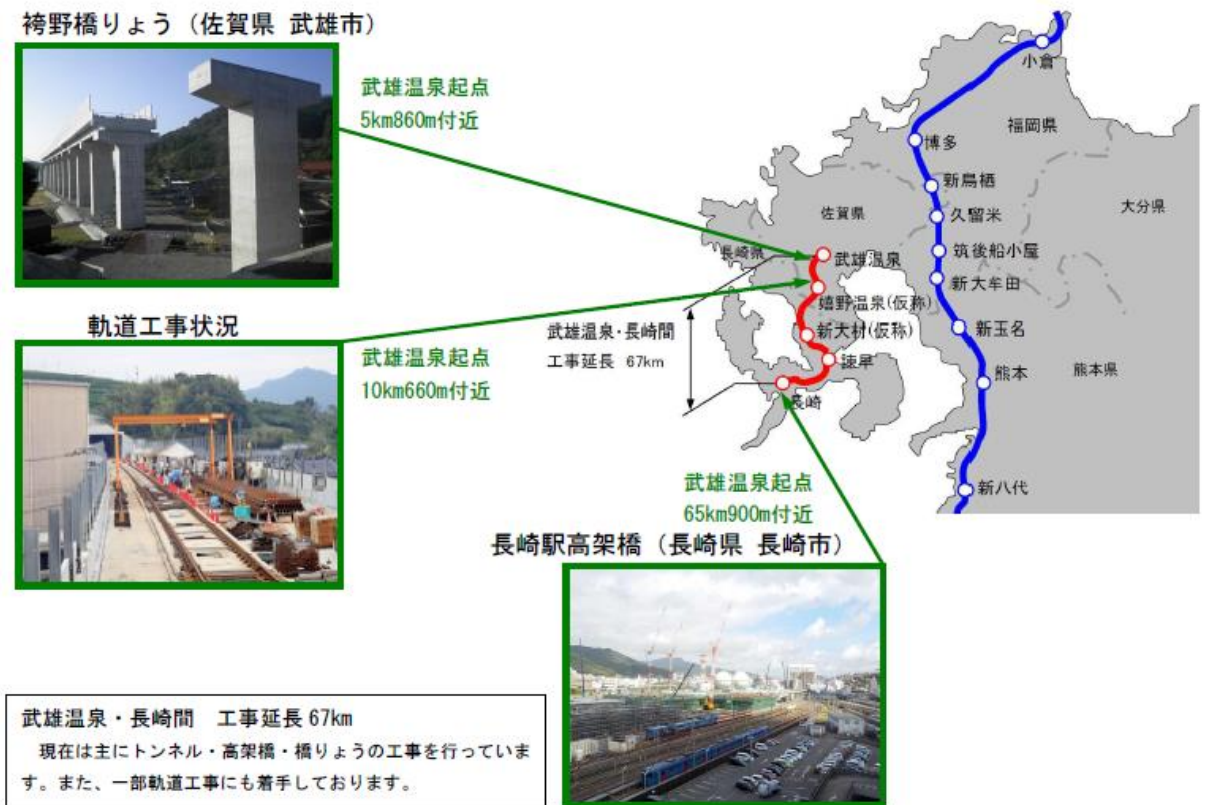 袴野橋りょう（佐賀県 武雄市）
武雄温泉起点
5km860m付近
軌道工事状況
武雄温泉起点
10km660m付近
小倉
福岡県
博多
新鳥栖
佐賀県
久留米
大分県
長崎県
武雄温泉
筑後船小屋
新大牟田
嬉野温泉(仮称)
新大村(仮称)
新玉名
武雄温泉・長崎間
工事延長 67km
諫早
熊本
熊本県
長崎
新八代
武雄温泉起点
65km900m付近
長崎駅高架橋（長崎県 長崎市）
武雄温泉・長崎間　工事延長 67km
　現在は主にトンネル・高架橋・橋りょうの工事を行っていま
す。また、一部軌道工事にも着手しております。